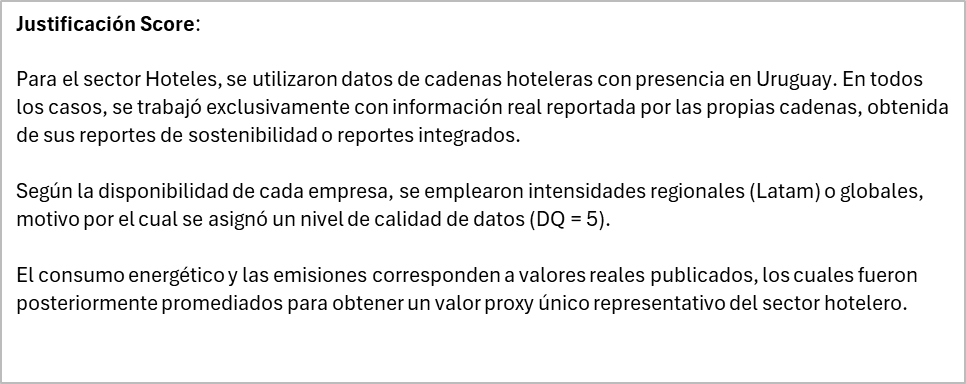 Justificación Score:
Para el sector Hoteles, se utilizaron datos de cadenas hoteleras con presencia en Uruguay. En todos
los casos, se trabajó exclusivamente con información real reportada por las propias cadenas, obtenida
de sus reportes de sostenibilidad o reportes integrados.
Según la disponibilidad de cada empresa, se emplearon intensidades regionales (Latam) o globales,
motivo por el cual se asignó un nivel de calidad de datos (DQ = 5).
El consumo energético y las emisiones corresponden a valores reales publicados, los cuales fueron
posteriormente promediados para obtener un valor proxy único representativo del sector hotelero.